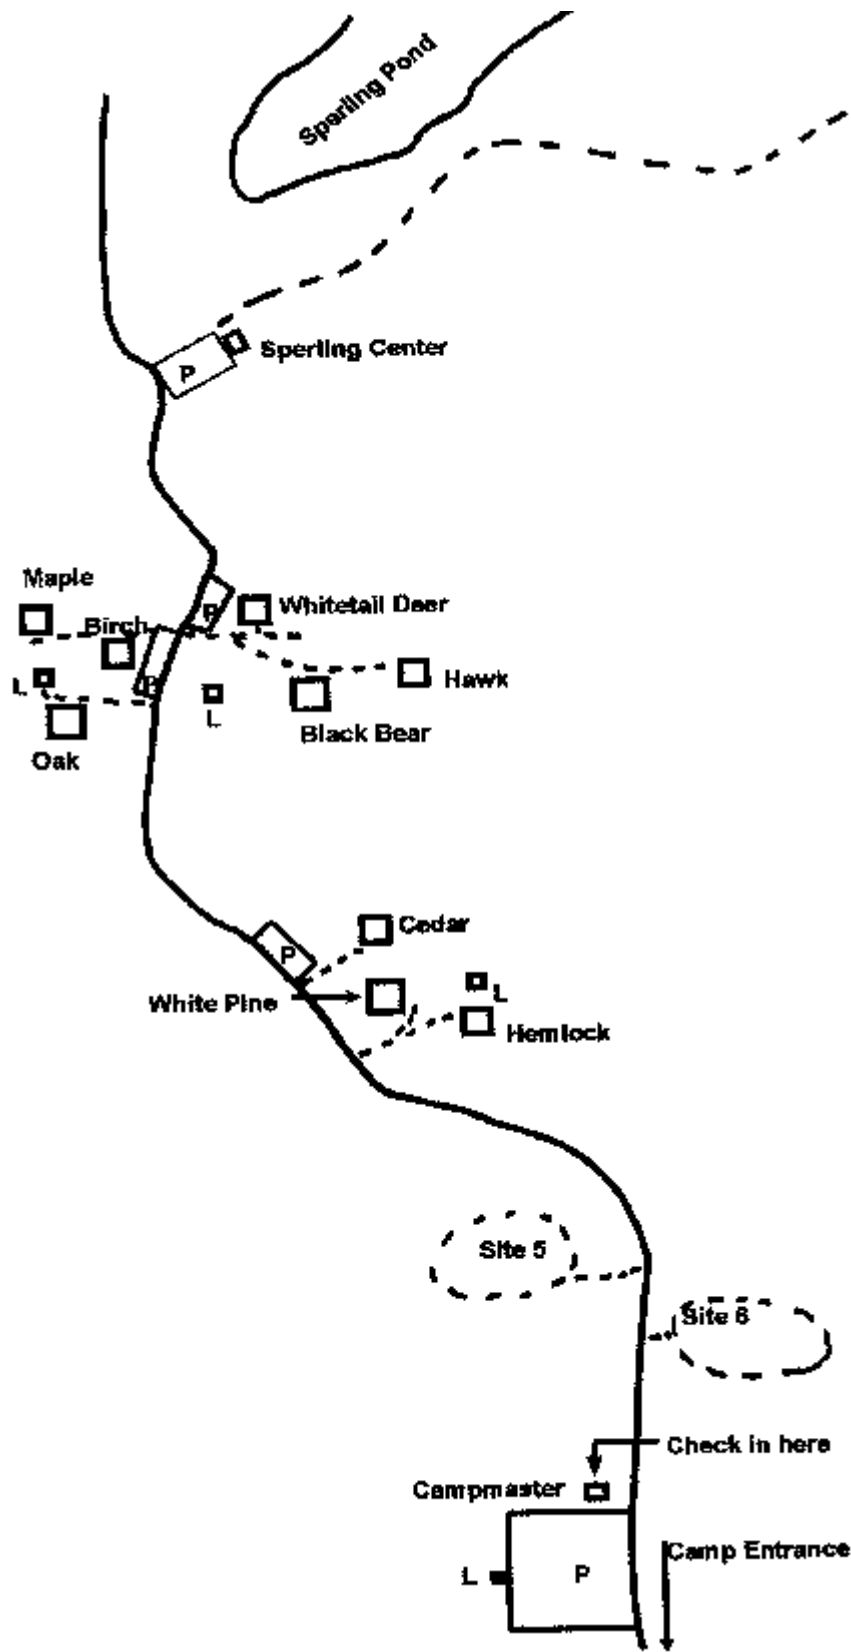 Sperling Pond
P
Sperling Center
Maple
Whitetail Deer
P
Birch
P
L
L
Hawk
Black Bear
Oak
Cedar
P
White Pine
L
Hemlock
Site 5
Site 6
Check in here
Campmaster
Camp Entrance
L
P